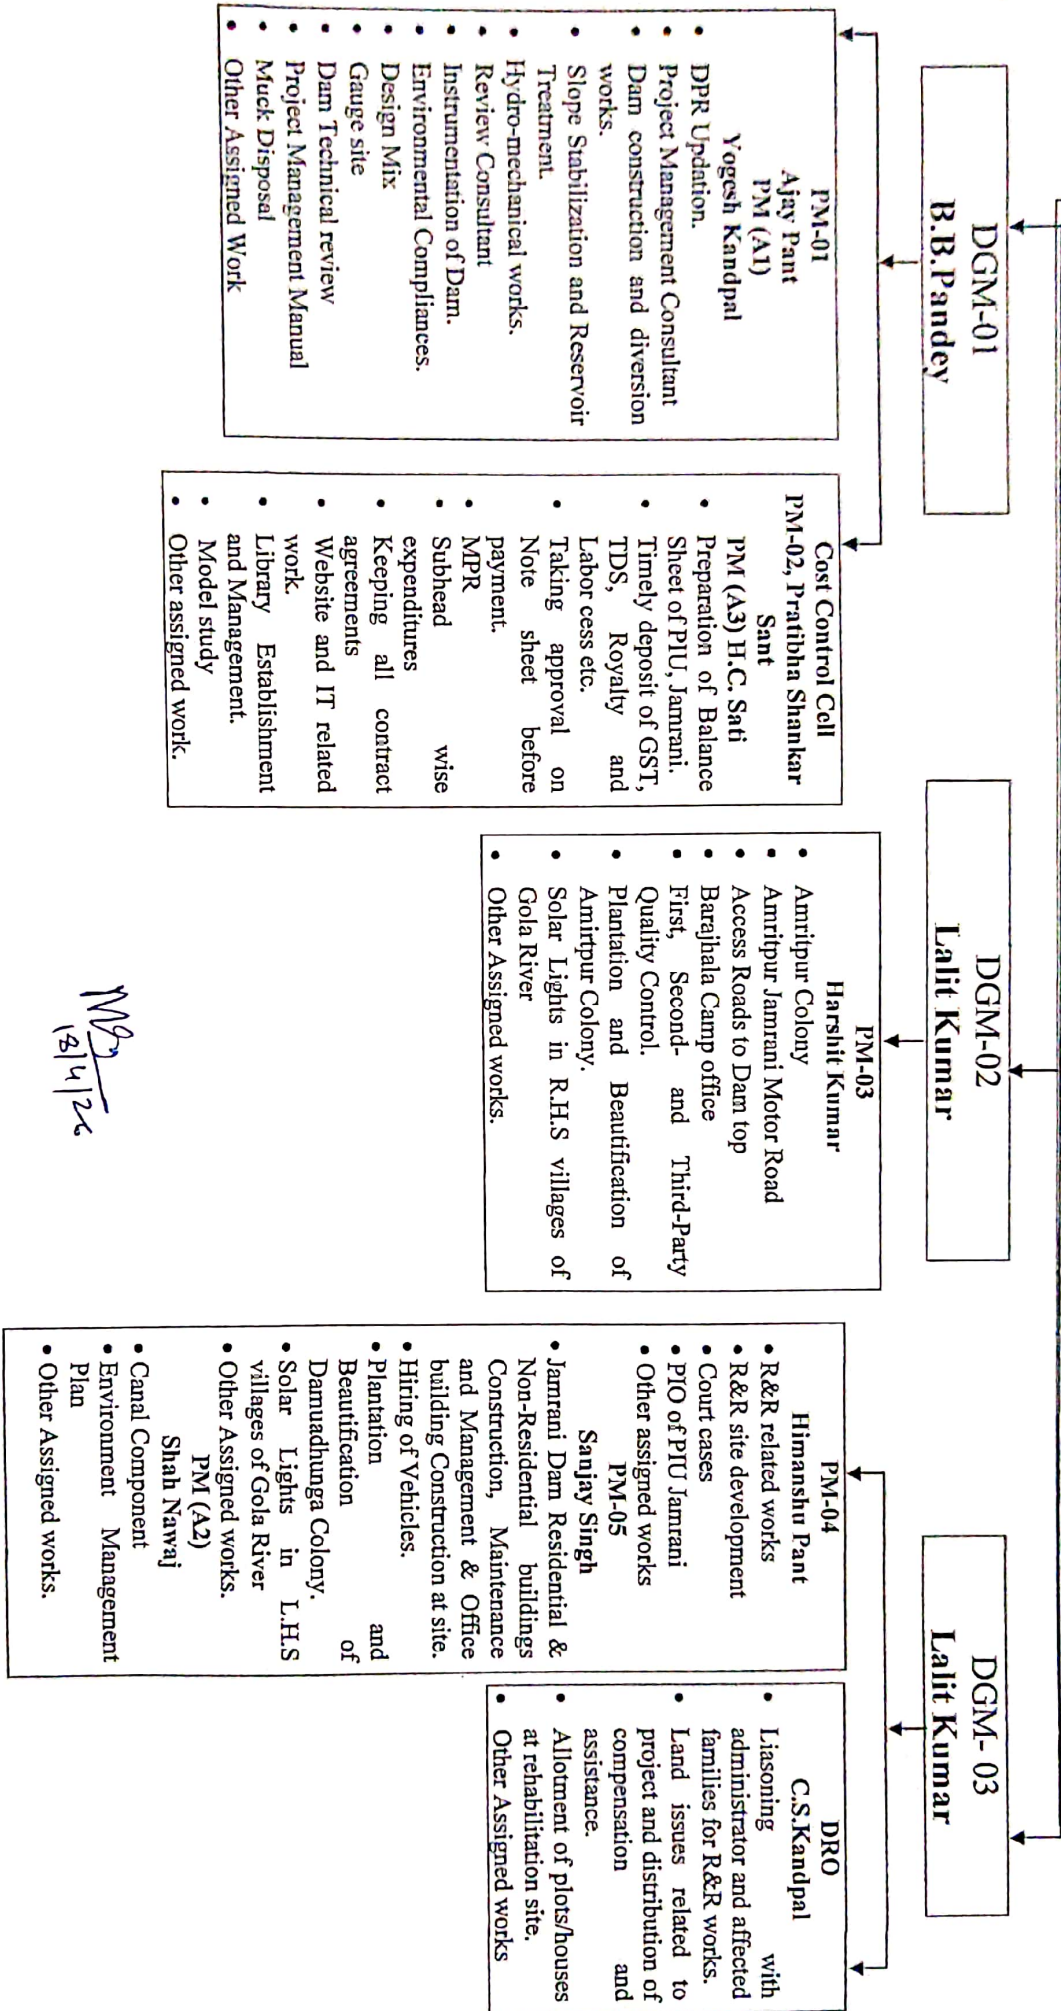 DGM-01
B.B.Pandey
PM-01
Ajay Pant
PM (A1)
Yogesh Kandpal
• DPR Updation.
• Project Management Consultant
• Dam construction and diversion
works.
• Slope Stabilization and Reservoir
Treatment.
• Hydro-mechanical works.
• Review Consultant
• Instrumentation of Dam.
• Environmental Compliances.
• Design Mix
• Gauge site
• Dam Technical review
• Project Management Manual
• Muck Disposal
• Other Assigned Work
Cost Control Cell
PM-02, Pratibha Shankar
Sant
PM (A3) H.C. Sati
• Preparation of Balance
Sheet of PIU, Jamrani.
• Timely deposit of GST,
TDS, Royalty and
Labor cess etc.
• Taking approval on
Note sheet before
payment.
• MPR
• Subhead wise
expenditures
• Keeping all contract
agreements
• Website and IT related
work.
• Library Establishment
and Management.
• Model study
• Other assigned work.
DGM-02
Lalit Kumar
PM-03
Harshit Kumar
• Amritpur Colony
• Amritpur Jamrani Motor Road
• Access Roads to Dam top
• Barajhala Camp office
• First, Second- and Third-Party
Quality Control.
• Plantation and Beautification of
Amirtpur Colony.
• Solar Lights in R.H.S villages of
Gola River
• Other Assigned works.
DGM- 03
Lalit Kumar
PM-04
Himanshu Pant
• R&R related works
• R&R site development
• Court cases
• PIO of PIU Jamrani
• Other assigned works
PM-05
Sanjay Singh
• Jamrani Dam Residential &
Non-Residential buildings
Construction, Maintenance
and Management & Office
building Construction at site.
• Hiring of Vehicles.
• Plantation and
Beautification of
Damuadhunga Colony.
• Solar Lights in L.H.S
villages of Gola River
• Other Assigned works.
PM (A2)
Shah Nawaj
• Canal Component
• Environment Management
Plan
• Other Assigned works.
DRO
C.S.Kandpal
• Liasoning with
administrator and affected
families for R&R works.
• Land issues related to
project and distribution of
compensation and
assistance.
• Allotment of plots/houses
at rehabilitation site.
• Other Assigned works
18/4/26